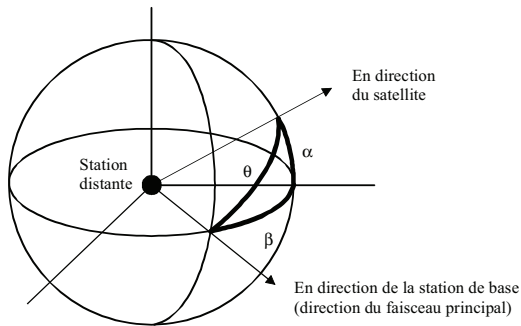 En direction
du satellite
Station
distante
θ
α
β
En direction de la station de base
(direction du faisceau principal)